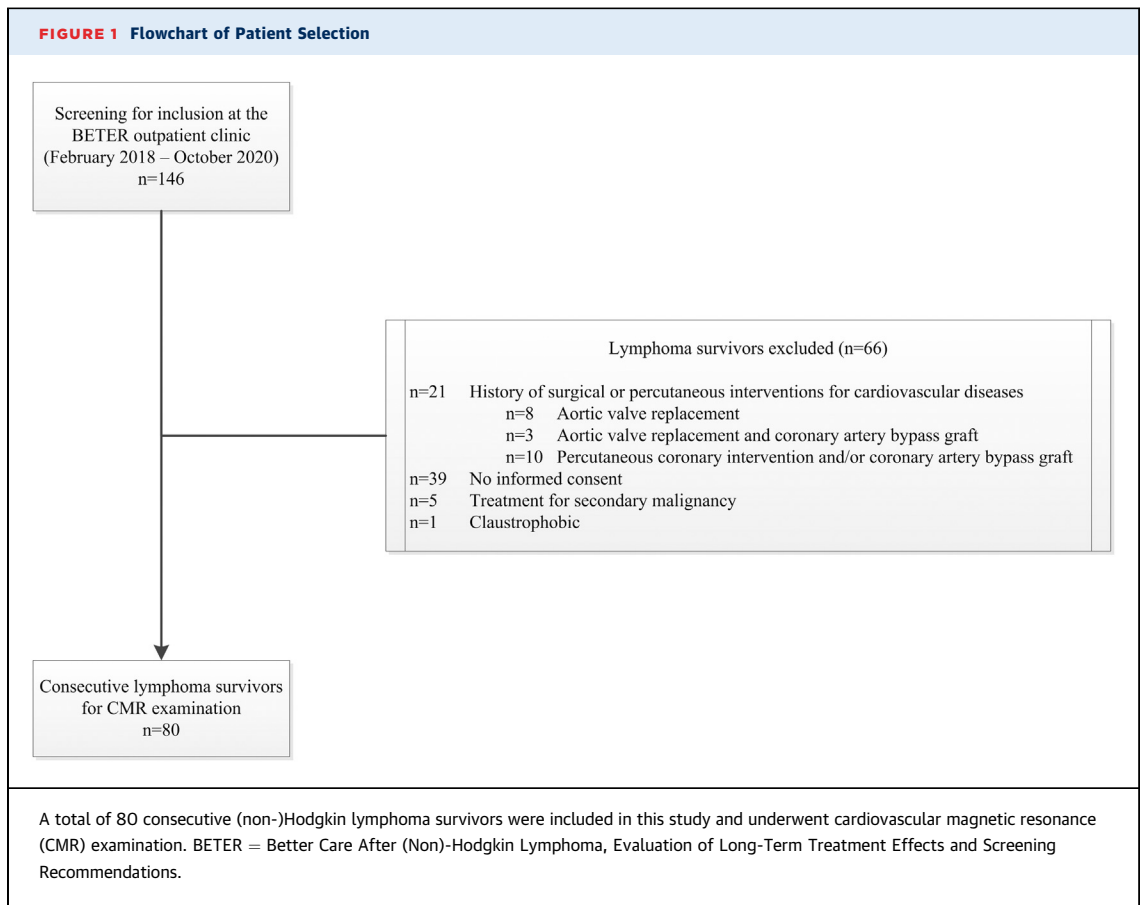 FIGURE 1 Flowchart of Patient Selection
Screening for inclusion at the
BETER outpatient clinic
(February 2018 – October 2020)
n=146
Lymphoma survivors excluded (n=66)
n=21 History of surgical or percutaneous interventions for cardiovascular diseases
n=8 Aortic valve replacement
n=3 Aortic valve replacement and coronary artery bypass graft
n=10 Percutaneous coronary intervention and/or coronary artery bypass graft
n=39 No informed consent
n=5 Treatment for secondary malignancy
n=1 Claustrophobic
Consecutive lymphoma survivors
for CMR examination
n=80
A total of 80 consecutive (non-)Hodgkin lymphoma survivors were included in this study and underwent cardiovascular magnetic resonance
(CMR) examination. BETER = Better Care After (Non)-Hodgkin Lymphoma, Evaluation of Long-Term Treatment Effects and Screening
Recommendations.